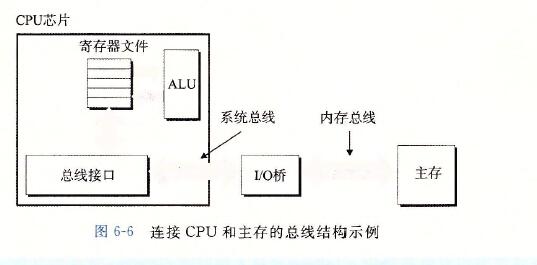 CPU芯片
寄存器文件
ALU
系统总线
内存总线
总线接口
I/O桥
主存
图 6-6 连接 CPU 和主存的总线结构示例